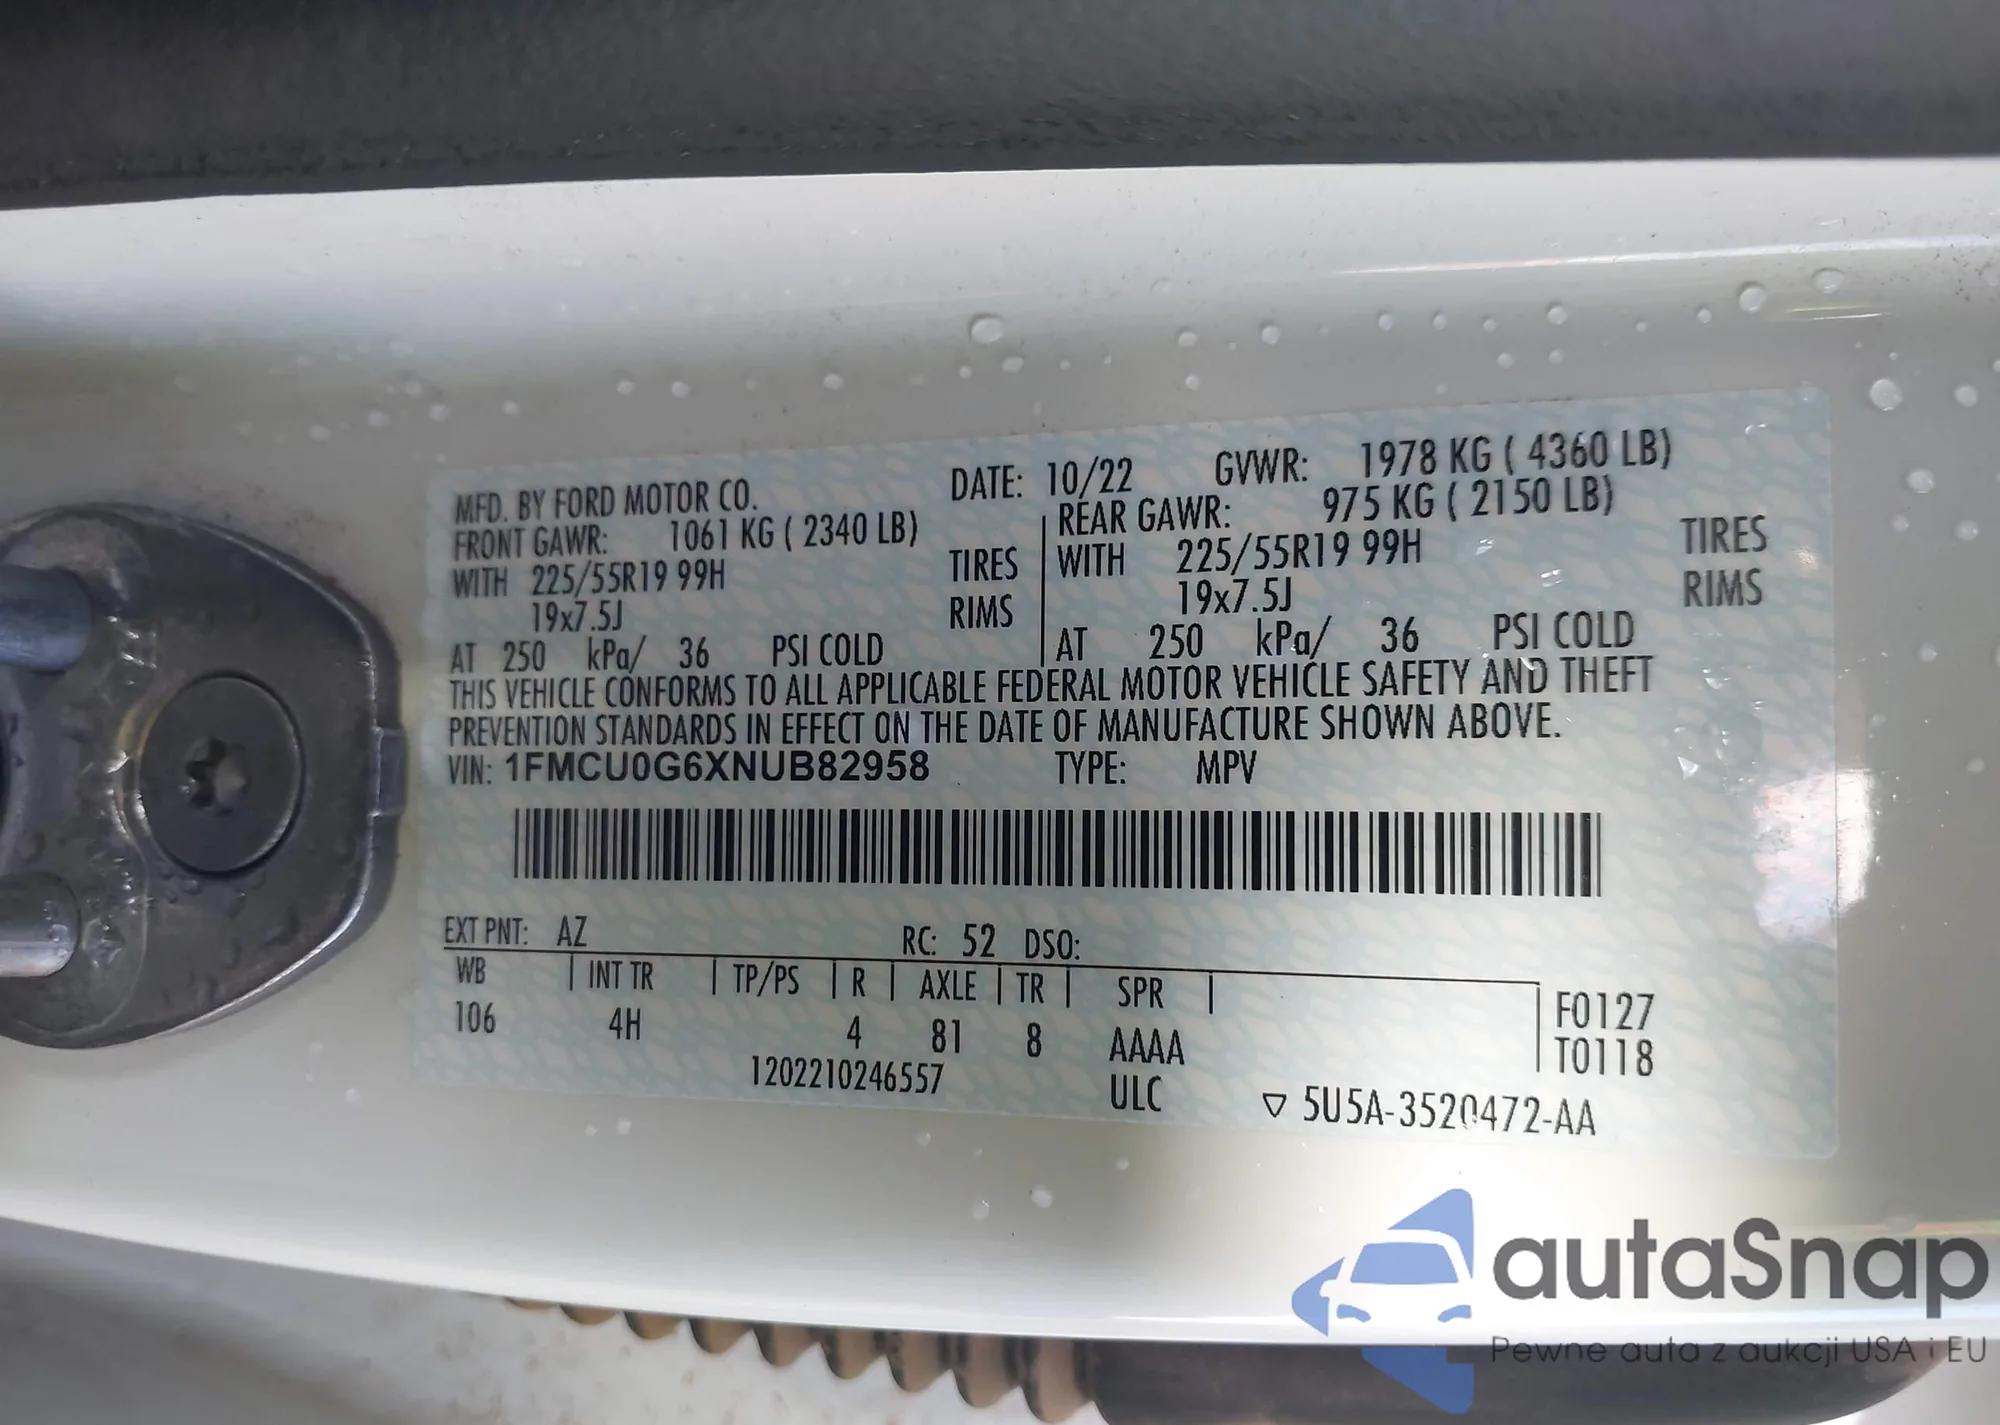 MFD. BY FORD MOTOR CO. DATE: 10/22 GVWR: 1978 KG ( 4360 LB)
FRONT GAWR: 1061 KG ( 2340 LB) REAR GAWR: 975 KG ( 2150 LB)
WITH 225/55R19 99H TIRES WITH 225/55R19 99H TIRES
19x7.5J RIMS 19x7.5J RIMS
AT 250 kPa/ 36 PSI COLD AT 250 kPa/ 36 PSI COLD
THIS VEHICLE CONFORMS TO ALL APPLICABLE FEDERAL MOTOR VEHICLE SAFETY AND THEFT
PREVENTION STANDARDS IN EFFECT ON THE DATE OF MANUFACTURE SHOWN ABOVE.
VIN: 1FMCU0G6XNUB82958 TYPE: MPV
EXT PNT: AZ RC: 52 DSO:
WB | INT TR | TP/PS | R | AXLE | TR | SPR |
106 4H 4 81 8 AAAA
F0127
T0118
1202210246557 ULC ▽ 5U5A-3520472-AA
autaSnap
Pewne auta z aukcji USA i EU